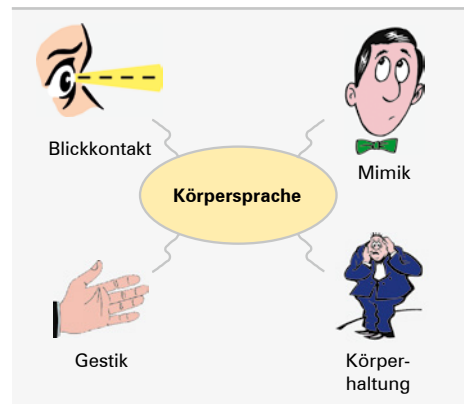 Blickkontakt
Mimik
Körpersprache
Gestik
Körper-
haltung